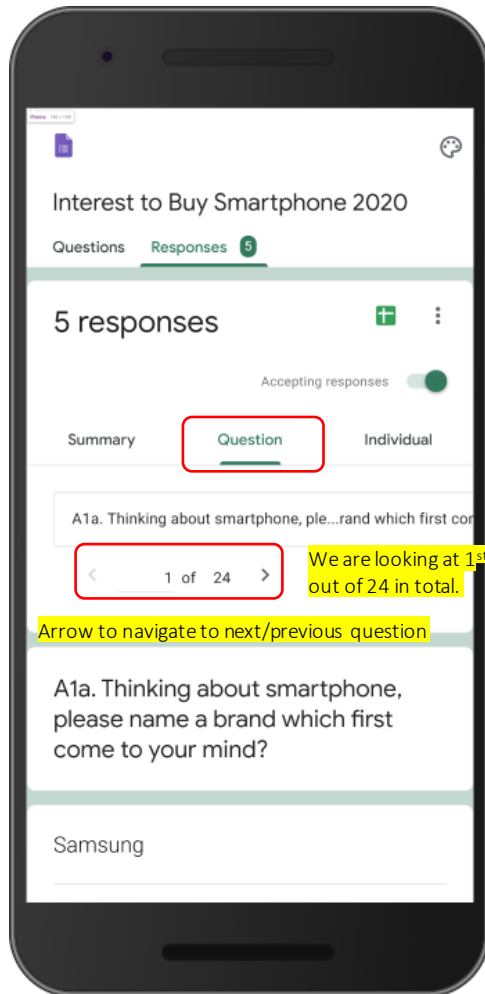 Interest to Buy Smartphone 2020
Questions Responses 5
5 responses
Accepting responses
Summary Question Individual
A1a. Thinking about smartphone, ple...rand which first cor
1 of 24
We are looking at 1st
out of 24 in total.
Arrow to navigate to next/previous question
A1a. Thinking about smartphone,
please name a brand which first
come to your mind?
Samsung